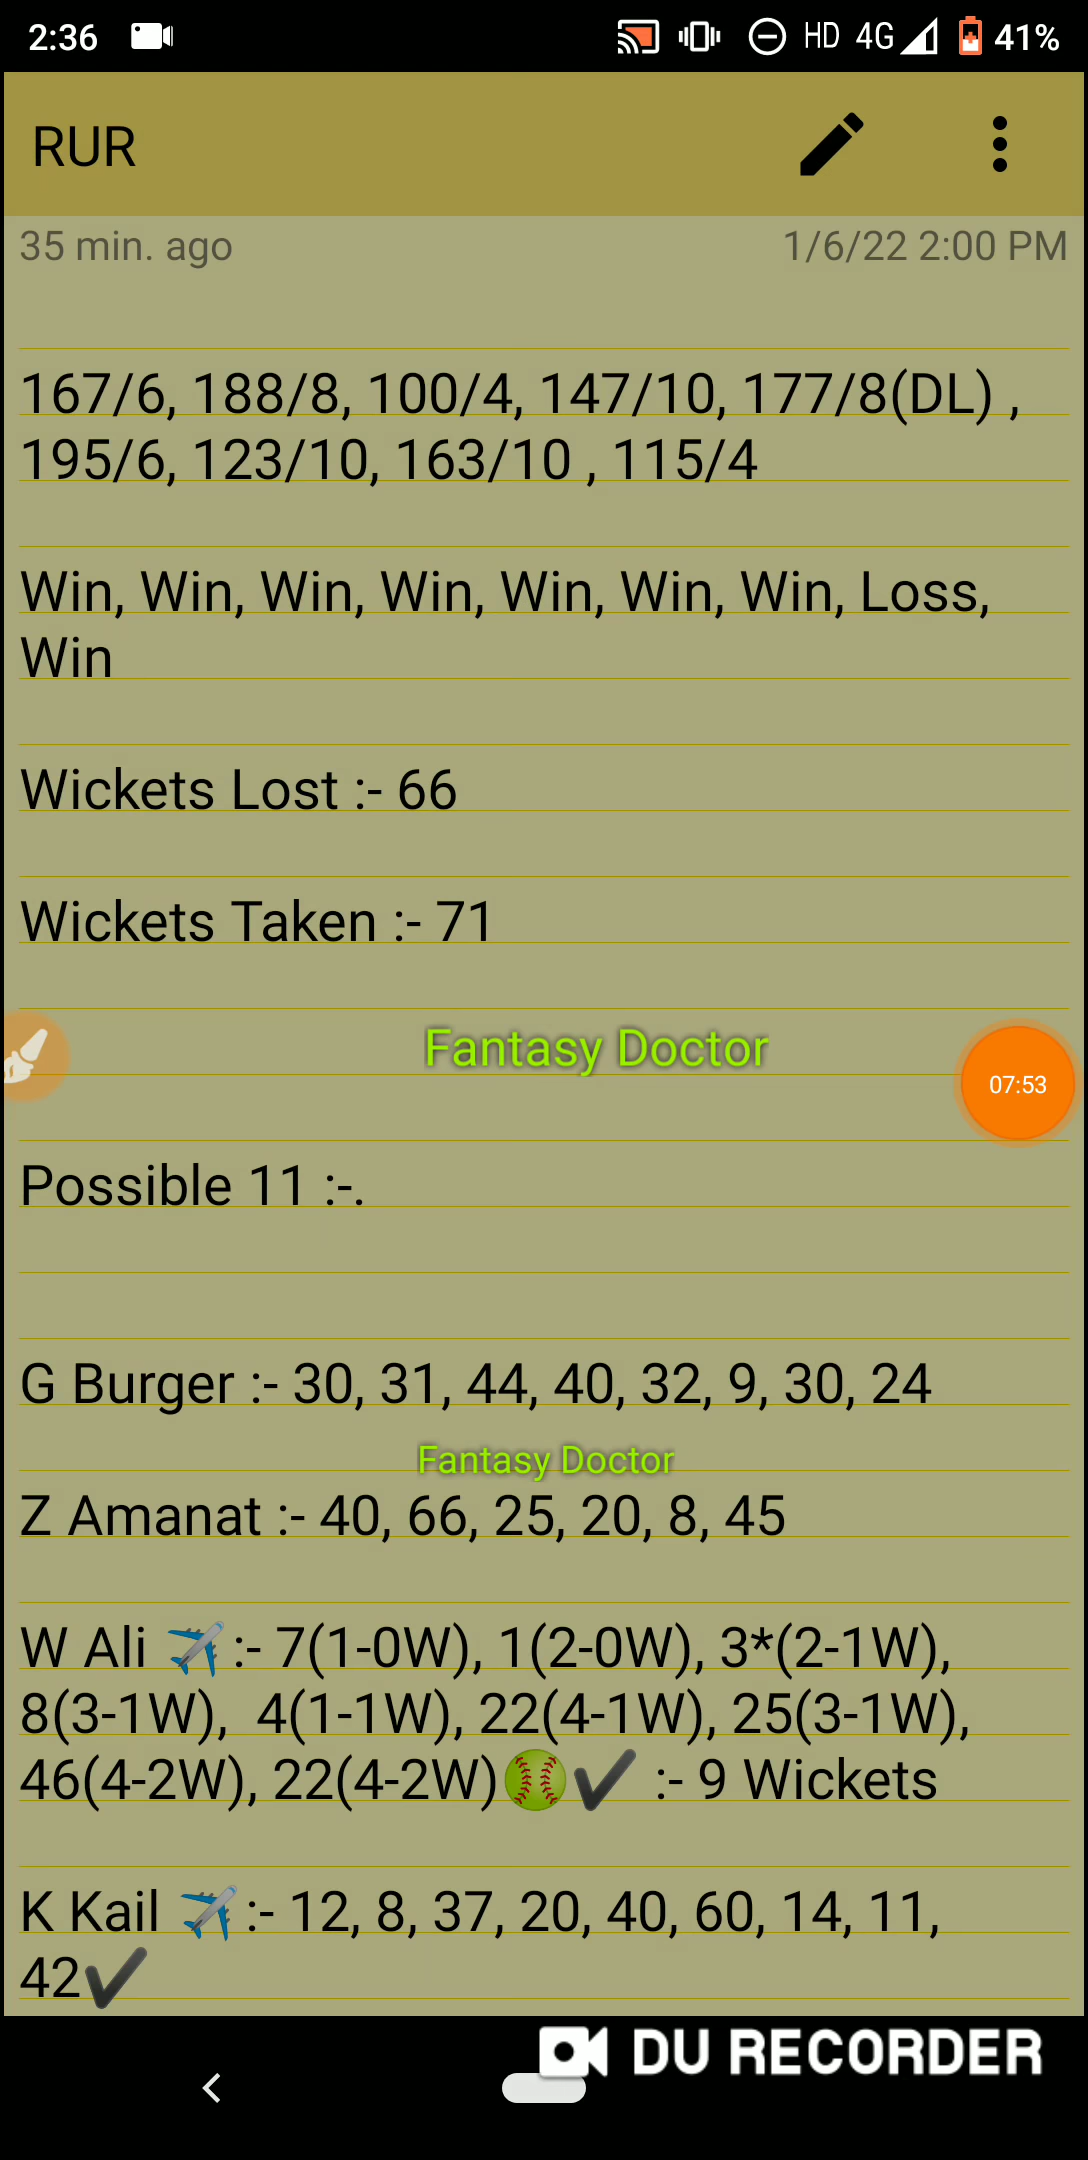 2:36 HD 4G 41%
RUR
35 min. ago 1/6/22 2:00 PM
167/6, 188/8, 100/4, 147/10, 177/8(DL) ,
195/6, 123/10, 163/10 , 115/4
Win, Win, Win, Win, Win, Win, Win, Loss,
Win
Wickets Lost :- 66
Wickets Taken :- 71
Fantasy Doctor
07:53
Possible 11 :-.
G Burger :- 30, 31, 44, 40, 32, 9, 30, 24
Fantasy Doctor
Z Amanat :- 40, 66, 25, 20, 8, 45
W Ali ✈️:- 7(1-0W), 1(2-0W), 3*(2-1W),
8(3-1W),  4(1-1W), 22(4-1W), 25(3-1W),
46(4-2W), 22(4-2W)🥎✔️ :- 9 Wickets
K Kail ✈️:- 12, 8, 37, 20, 40, 60, 14, 11,
42✔️
DU RECORDER